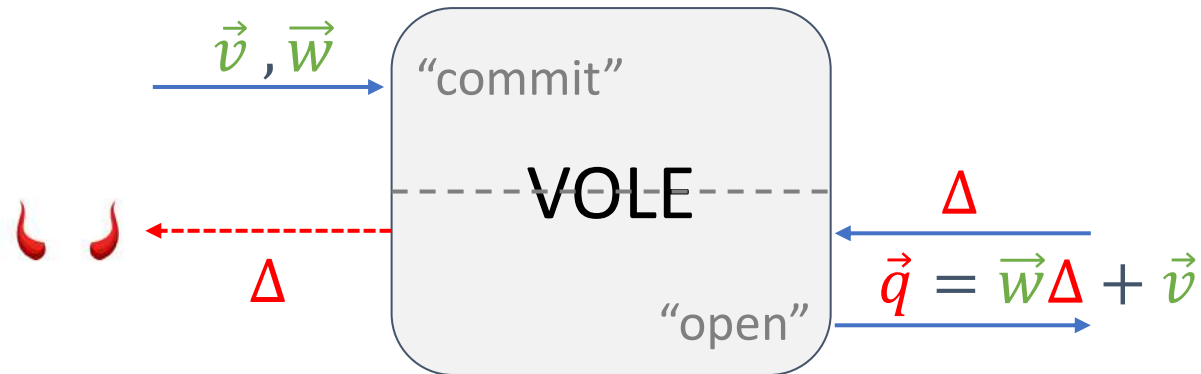 v⃗ , w⃗
“commit”
VOLE
Δ
Δ
q⃗ = w⃗Δ + v⃗
“open”